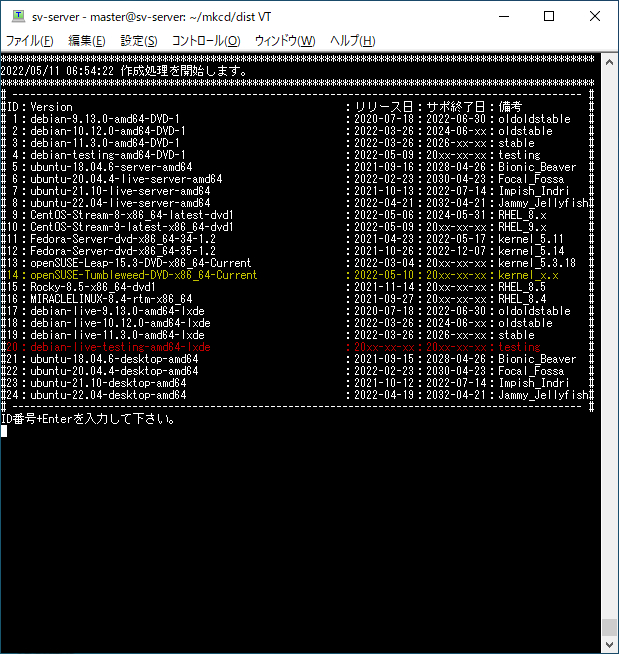 sv-server - master@sv-server: ~/mkcd/dist VT
ファイル(F) 編集(E) 設定(S) コントロール(O) ウィンドウ(W) ヘルプ(H)
*******************************************************************************
2022/05/11 06:54:22 作成処理を開始します。
*******************************************************************************
#-----------------------------------------------------------------------------#
#ID：Version ：リリース日：サポ終了日：備考
# 1：debian-9.13.0-amd64-DVD-1 ：2020-07-18：2022-06-30：oldoldstable #
# 2：debian-10.12.0-amd64-DVD-1 ：2022-03-26：2024-06-xx：oldstable #
# 3：debian-11.3.0-amd64-DVD-1 ：2022-03-26：2026-xx-xx：stable #
# 4：debian-testing-amd64-DVD-1 ：2022-05-09：20xx-xx-xx：testing #
# 5：ubuntu-18.04.6-server-amd64 ：2021-09-16：2028-04-26：Bionic_Beaver #
# 6：ubuntu-20.04.4-live-server-amd64 ：2022-02-23：2030-04-23：Focal_Fossa #
# 7：ubuntu-21.10-live-server-amd64 ：2021-10-13：2022-07-14：Impish_Indri #
# 8：ubuntu-22.04-live-server-amd64 ：2022-04-21：2032-04-21：Jammy_Jellyfish#
# 9：CentOS-Stream-8-x86_64-latest-dvd1 ：2022-05-06：2024-05-31：RHEL_8.x #
#10：CentOS-Stream-9-latest-x86_64-dvd1 ：2022-05-09：20xx-xx-xx：RHEL_9.x #
#11：Fedora-Server-dvd-x86_64-34-1.2 ：2021-04-23：2022-05-17：kernel_5.11 #
#12：Fedora-Server-dvd-x86_64-35-1.2 ：2021-10-26：2022-12-07：kernel_5.14 #
#13：openSUSE-Leap-15.3-DVD-x86_64-Current ：2022-03-04：20xx-xx-xx：kernel_5.3.18 #
#14：openSUSE-Tumbleweed-DVD-x86_64-Current ：2022-05-10：20xx-xx-xx：kernel_x.x #
#15：Rocky-8.5-x86_64-dvd1 ：2021-11-14：20xx-xx-xx：RHEL_8.5 #
#16：MIRACLELINUX-8.4-rtm-x86_64 ：2021-09-21：20xx-xx-xx：RHEL_8.4 #
#17：debian-live-9.13.0-amd64-lxde ：2020-07-18：2022-06-30：oldoldstable #
#18：debian-live-10.12.0-amd64-lxde ：2022-03-26：2024-06-xx：oldstable #
#19：debian-live-11.3.0-amd64-lxde ：2022-03-26：2026-xx-xx：stable #
#20：debian-live-testing-amd64-lxde ：20xx-xx-xx：20xx-xx-xx：testing #
#21：ubuntu-18.04.6-desktop-amd64 ：2021-09-15：2028-04-26：Bionic_Beaver #
#22：ubuntu-20.04.4-desktop-amd64 ：2022-02-23：2030-04-23：Focal_Fossa #
#23：ubuntu-21.10-desktop-amd64 ：2021-10-12：2022-07-14：Impish_Indri #
#24：ubuntu-22.04-desktop-amd64 ：2022-04-19：2032-04-21：Jammy_Jellyfish#
#-----------------------------------------------------------------------------#
ID番号+Enterを入力して下さい。